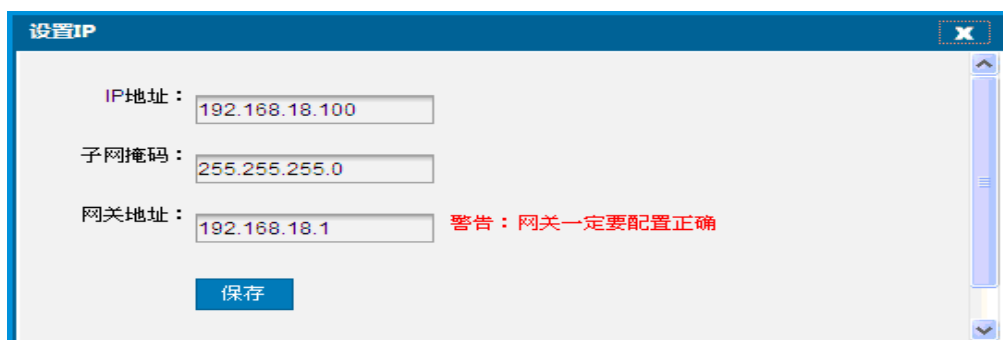 设置IP
IP地址：
192.168.18.100
子网掩码：
255.255.255.0
网关地址：
192.168.18.1
警告：网关一定要配置正确
保存